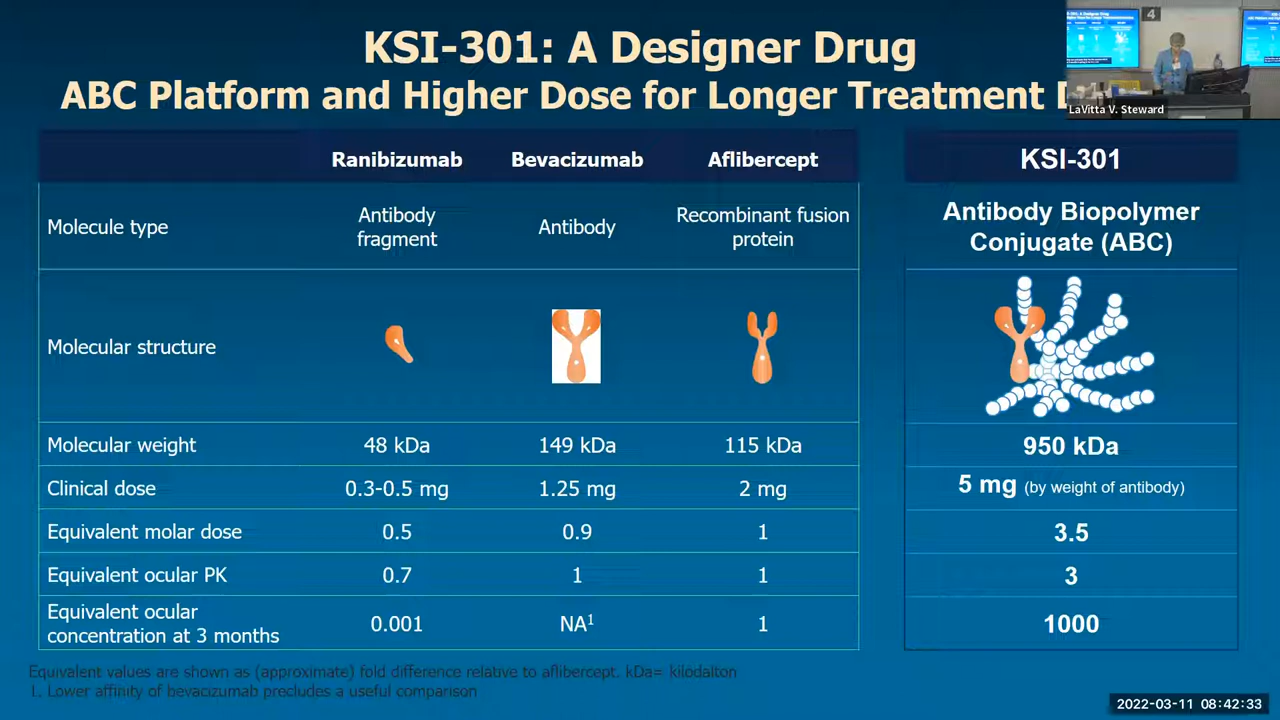 KSI-301: A Designer Drug
ABC Platform and Higher Dose for Longer Treatment
4
LaVitta V. Steward
Ranibizumab Bevacizumab Aflibercept KSI-301
Molecule type Antibody fragment Antibody Recombinant fusion protein Antibody Biopolymer Conjugate (ABC)
Molecular structure
Molecular weight 48 kDa 149 kDa 115 kDa 950 kDa
Clinical dose 0.3-0.5 mg 1.25 mg 2 mg 5 mg (by weight of antibody)
Equivalent molar dose 0.5 0.9 1 3.5
Equivalent ocular PK 0.7 1 1 3
Equivalent ocular concentration at 3 months 0.001 NA1 1 1000
Equivalent values are shown as (approximate) fold difference relative to aflibercept. kDa= kilodalton
1. Lower affinity of bevacizumab precludes a useful comparison
2022-03-11 08:42:33